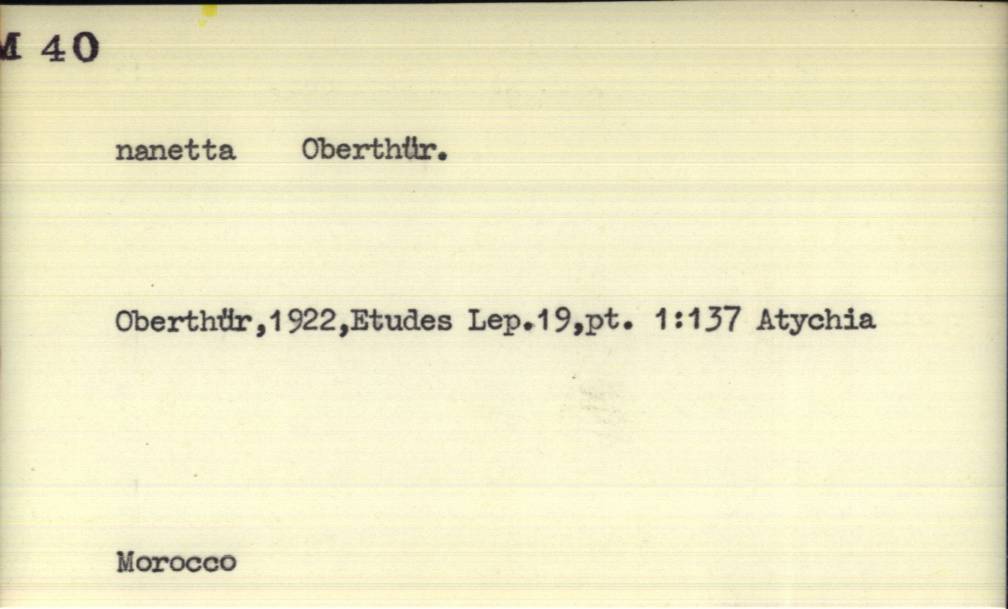 M 40
nanetta Oberthür.
Oberthür,1922,Etudes Lep.19,pt. 1:137 Atychia
Morocco